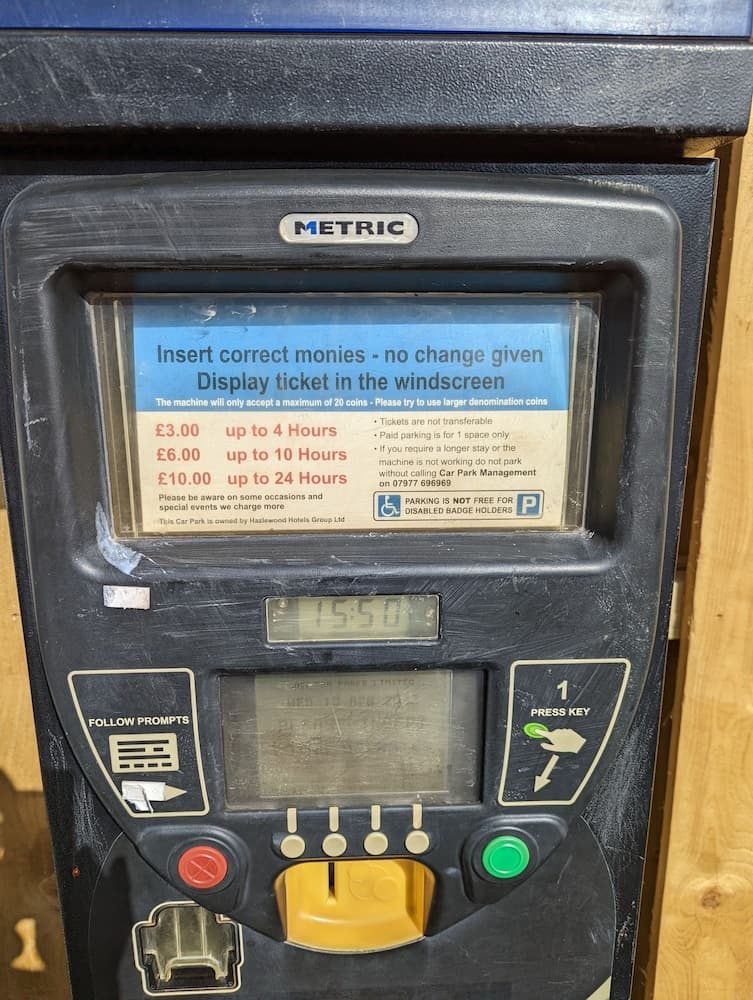 METRIC
Insert correct monies - no change given
Display ticket in the windscreen
The machine will only accept a maximum of 20 coins - Please try to use larger denomination coins
£3.00 up to 4 Hours
£6.00 up to 10 Hours
£10.00 up to 24 Hours
Please be aware on some occasions and
special events we charge more
This Car Park is owned by Hazlewood Hotels Group Ltd
• Tickets are not transferable
• Paid parking is for 1 space only
• If you require a longer stay or the
machine is not working do not park
without calling Car Park Management
on 07977 696969
PARKING IS NOT FREE FOR
DISABLED BADGE HOLDERS
P
15:50
LIMITED
FOLLOW PROMPTS
1
PRESS KEY